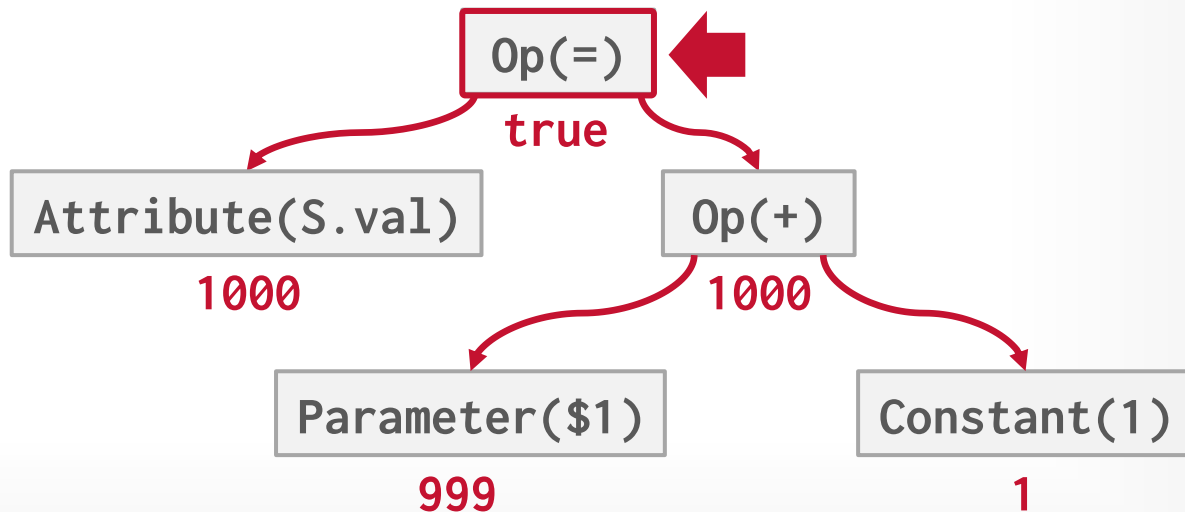 Op(=)
true
Attribute(S.val)
Op(+)
1000
1000
Parameter($1)
Constant(1)
999
1